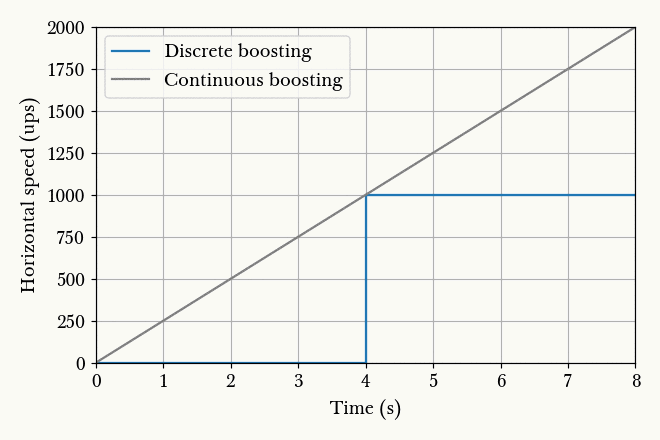 2000
1750
1500
1250
1000
750
500
250
0
Horizontal speed (ups)
Discrete boosting
Continuous boosting
0 1 2 3 4 5 6 7 8
Time (s)